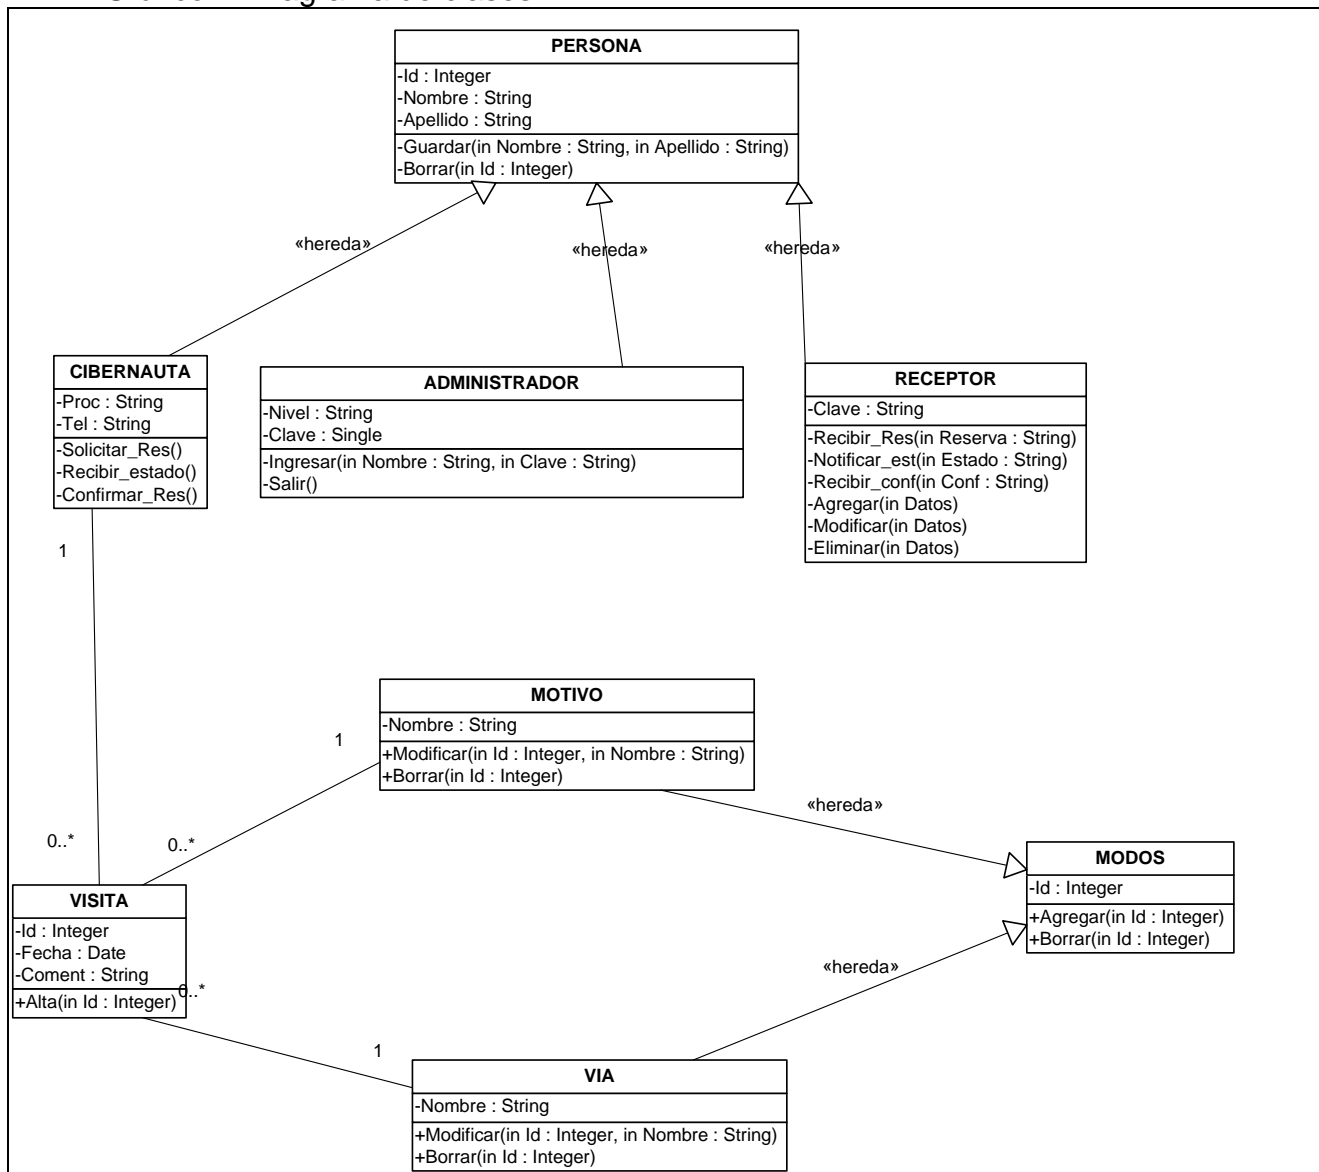 PERSONA
-Id : Integer
-Nombre : String
-Apellido : String
-Guardar(in Nombre : String, in Apellido : String)
-Borrar(in Id : Integer)
«hereda»
«hereda»
«hereda»
CIBERNAUTA
-Proc : String
-Tel : String
-Solicitar_Res()
-Recibir_estado()
-Confirmar_Res()
ADMINISTRADOR
-Nivel : String
-Clave : Single
-Ingresar(in Nombre : String, in Clave : String)
-Salir()
RECEPTOR
-Clave : String
-Recibir_Res(in Reserva : String)
-Notificar_est(in Estado : String)
-Recibir_conf(in Conf : String)
-Agregar(in Datos)
-Modificar(in Datos)
-Eliminar(in Datos)
1
MOTIVO
-Nombre : String
+Modificar(in Id : Integer, in Nombre : String)
+Borrar(in Id : Integer)
1
0..*
0..*
«hereda»
MODOS
-Id : Integer
+Agregar(in Id : Integer)
+Borrar(in Id : Integer)
VISITA
-Id : Integer
-Fecha : Date
-Coment : String
+Alta(in Id : Integer)
0..*
«hereda»
1
VIA
-Nombre : String
+Modificar(in Id : Integer, in Nombre : String)
+Borrar(in Id : Integer)